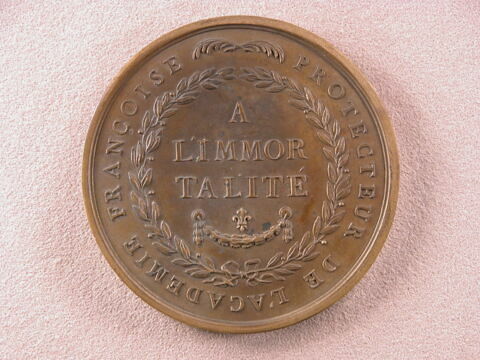 PROTECTEUR DE L'ACADEMIE FRANÇOISE
A
L'IMMOR
TALITÉ